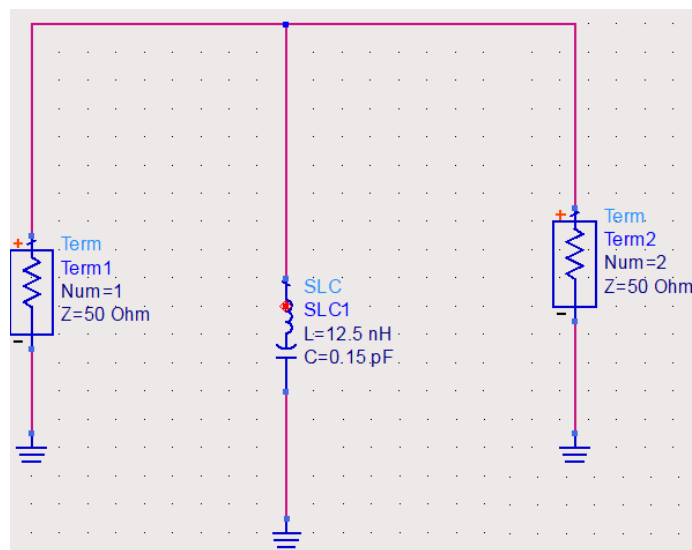 +
Term
Term1
Num=1
Z=50 Ohm
-
SLC
SLC1
L=12.5 nH
C=0.15 pF
+
Term
Term2
Num=2
Z=50 Ohm
-